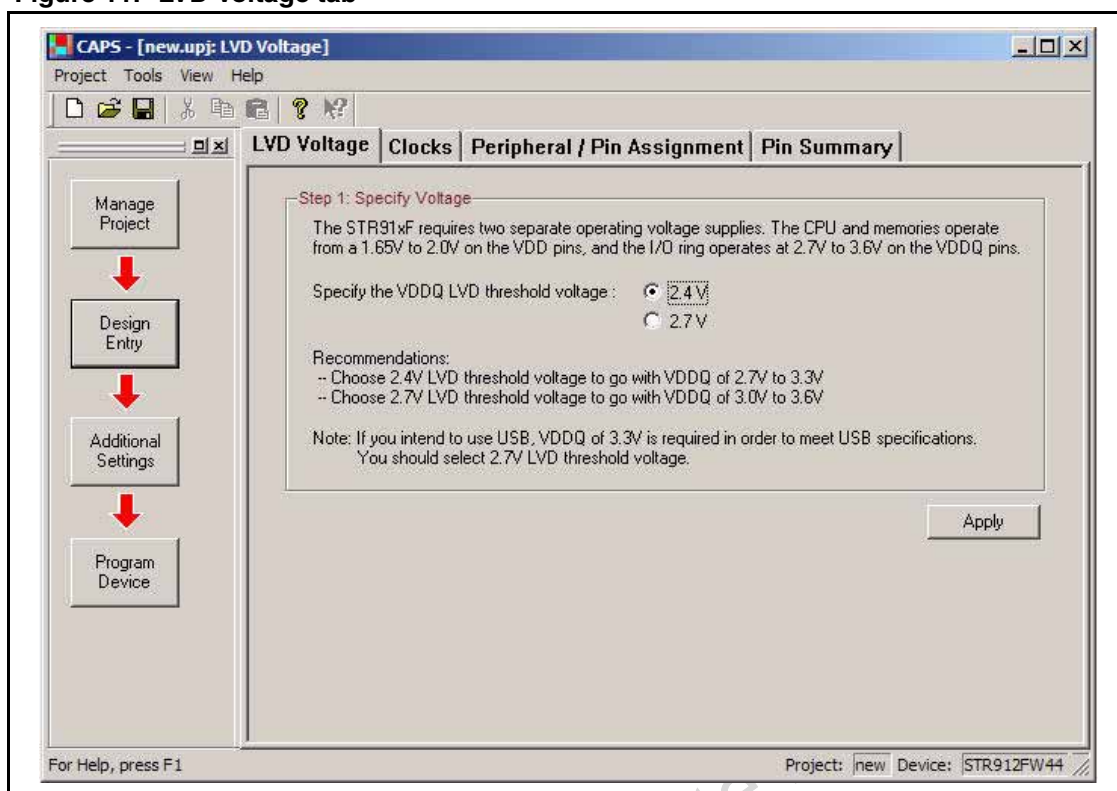 CAPS - [new.upj: LVD Voltage]
Project Tools View Help
LVD Voltage Clocks Peripheral / Pin Assignment Pin Summary
Manage
Project
Design
Entry
Additional
Settings
Program
Device
Step 1: Specify Voltage
The STR91xF requires two separate operating voltage supplies. The CPU and memories operate
from a 1.65V to 2.0V on the VDD pins, and the I/O ring operates at 2.7V to 3.6V on the VDDQ pins.
Specify the VDDQ LVD threshold voltage : 2.4 V
2.7 V
Recommendations:
-- Choose 2.4V LVD threshold voltage to go with VDDQ of 2.7V to 3.3V
-- Choose 2.7V LVD threshold voltage to go with VDDQ of 3.0V to 3.6V
Note: If you intend to use USB, VDDQ of 3.3V is required in order to meet USB specifications.
You should select 2.7V LVD threshold voltage.
Apply
For Help, press F1
Project: new Device: STR912FW44